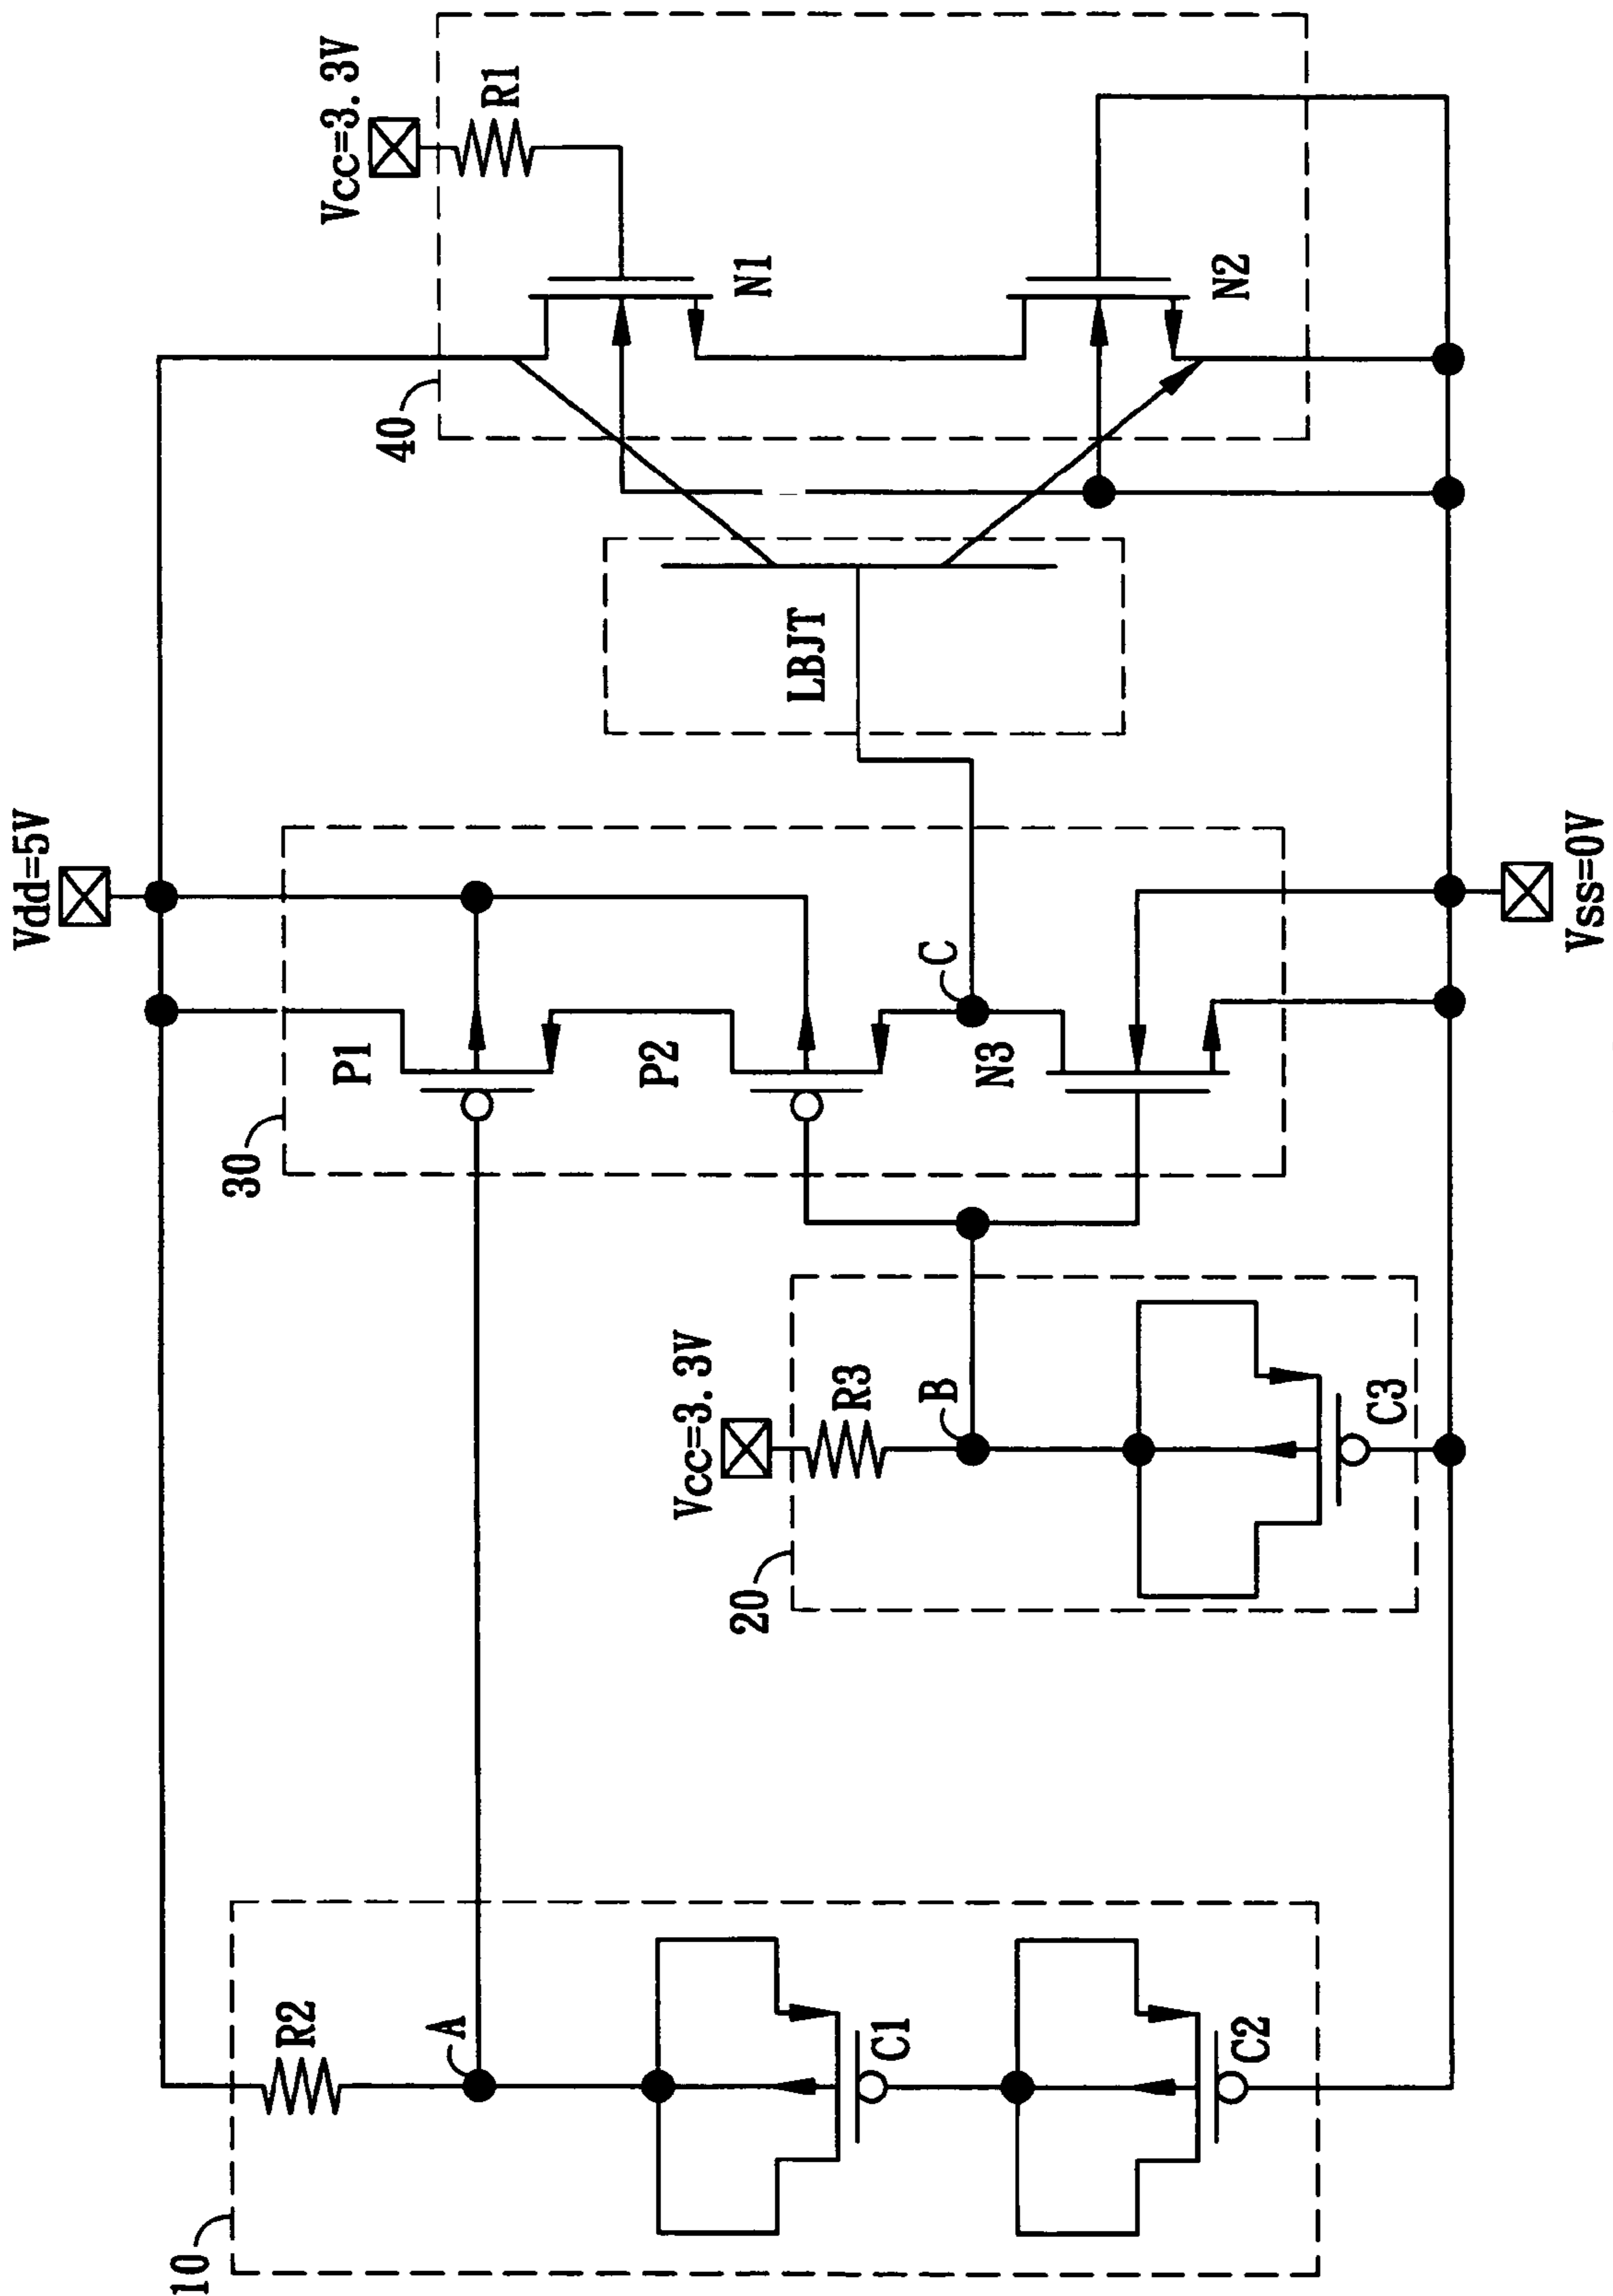 Vdd=5V
Vcc=3.3V
R1
40
N1
N2
LBJT
30
P1
P2
C
N3
Vss=0V
Vcc=3.3V
R3
B
20
C3
R2
A
C1
C2
10